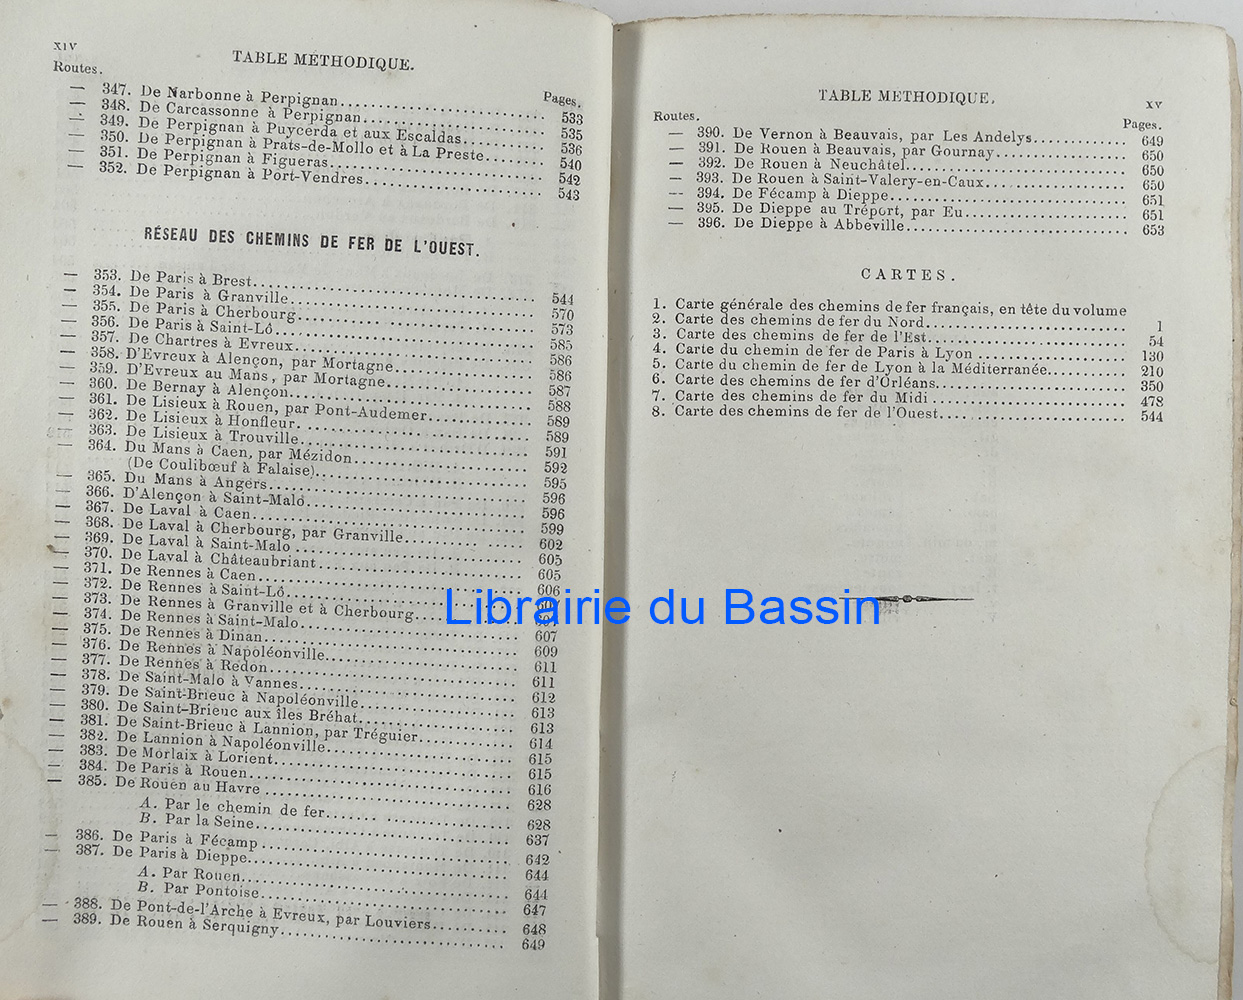 XIV
TABLE MÉTHODIQUE.
Routes.
Pages.
— 347. De Narbonne à Perpignan..... 533
— 348. De Carcassonne à Perpignan..... 535
— 349. De Perpignan à Puycerda et aux Escaldas..... 536
— 350. De Perpignan à Prats-de-Mollo et à La Preste..... 540
— 351. De Perpignan à Figueras..... 542
— 352. De Perpignan à Port-Vendres..... 543
RÉSEAU DES CHEMINS DE FER DE L'OUEST.
— 353. De Paris à Brest..... 544
— 354. De Paris à Granville..... 570
— 355. De Paris à Cherbourg..... 573
— 356. De Paris à Saint-Lô..... 585
— 357. De Chartres à Evreux..... 586
— 358. D'Evreux à Alençon, par Mortagne..... 586
— 359. D'Evreux au Mans, par Mortagne..... 587
— 360. De Bernay à Alençon..... 588
— 361. De Lisieux à Rouen, par Pont-Audemer..... 589
— 362. De Lisieux à Honfleur..... 589
— 363. De Lisieux à Trouville..... 591
— 364. Du Mans à Caen, par Mézidon..... 592
(De Coulibœuf à Falaise)..... 595
— 365. Du Mans à Angers..... 596
— 366. D'Alençon à Saint-Malo..... 596
— 367. De Laval à Caen..... 599
— 368. De Laval à Cherbourg, par Granville..... 602
— 369. De Laval à Saint-Malo..... 605
— 370. De Laval à Châteaubriant..... 605
— 371. De Rennes à Caen..... 606
— 372. De Rennes à Saint-Lô.....
— 373. De Rennes à Granville et à Cherbourg.....
— 374. De Rennes à Saint-Malo..... 607
— 375. De Rennes à Dinan..... 609
— 376. De Rennes à Napoléonville..... 611
— 377. De Rennes à Redon..... 611
— 378. De Saint-Malo à Vannes..... 612
— 379. De Saint-Brieuc à Napoléonville..... 613
— 380. De Saint-Brieuc aux îles Bréhat..... 613
— 381. De Saint-Brieuc à Lannion, par Tréguier..... 614
— 382. De Lannion à Napoléonville..... 615
— 383. De Morlaix à Lorient..... 615
— 384. De Paris à Rouen..... 616
— 385. De Rouen au Havre..... 628
A. Par le chemin de fer..... 628
B. Par la Seine..... 637
— 386. De Paris à Fécamp..... 642
— 387. De Paris à Dieppe..... 644
A. Par Rouen..... 644
B. Par Pontoise..... 647
— 388. De Pont-de-l'Arche à Evreux, par Louviers..... 648
— 389. De Rouen à Serquigny..... 649
TABLE METHODIQUE.
XV
Routes.
Pages.
— 390. De Vernon à Beauvais, par Les Andelys..... 649
— 391. De Rouen à Beauvais, par Gournay..... 650
— 392. De Rouen à Neuchâtel..... 650
— 393. De Rouen à Saint-Valery-en-Caux..... 650
— 394. De Fécamp à Dieppe..... 651
— 395. De Dieppe au Tréport, par Eu..... 651
— 396. De Dieppe à Abbeville..... 653
CARTES.
1. Carte générale des chemins de fer français, en tête du volume
2. Carte des chemins de fer du Nord..... 1
3. Carte des chemins de fer de l'Est..... 54
4. Carte du chemin de fer de Paris à Lyon..... 130
5. Carte du chemin de fer de Lyon à la Méditerranée..... 210
6. Carte des chemins de fer d'Orléans..... 350
7. Carte des chemins de fer du Midi..... 478
8. Carte des chemins de fer de l'Ouest..... 544
Librairie du Bassin